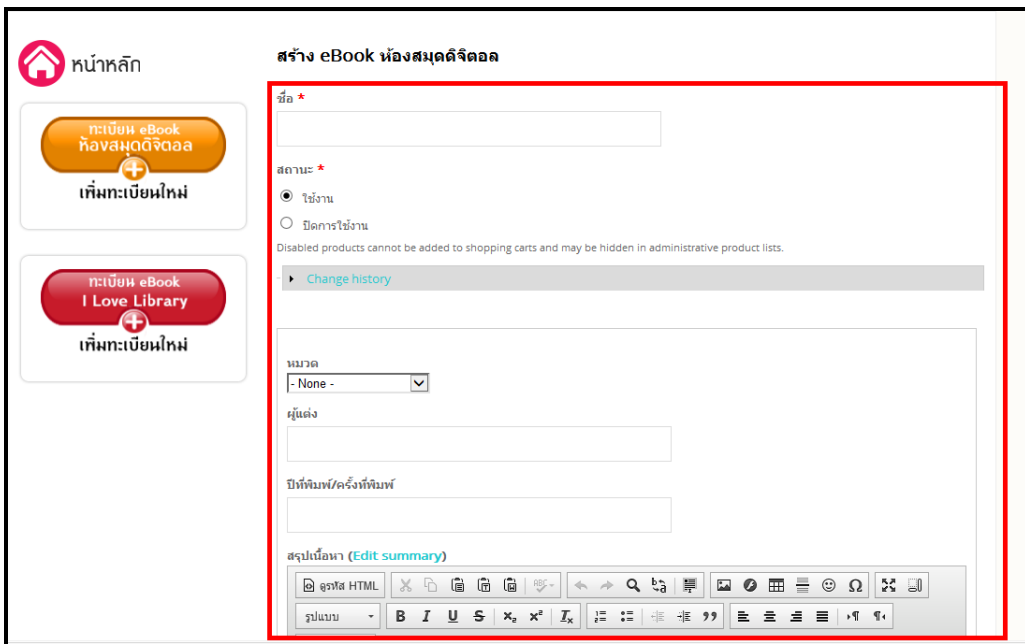 หน้าหลัก
ทะเบียน eBook
ห้องสมุดดิจิตอล
เพิ่มทะเบียนใหม่
ทะเบียน eBook
I Love Library
เพิ่มทะเบียนใหม่
สร้าง eBook ห้องสมุดดิจิตอล
ชื่อ *
สถานะ *
ใช้งาน
ปิดการใช้งาน
Disabled products cannot be added to shopping carts and may be hidden in administrative product lists.
Change history
หมวด
- None -
ผู้แต่ง
ปีที่พิมพ์/ครั้งที่พิมพ์
สรุปเนื้อหา (Edit summary)
ดูรหัส HTML
รูปแบบ